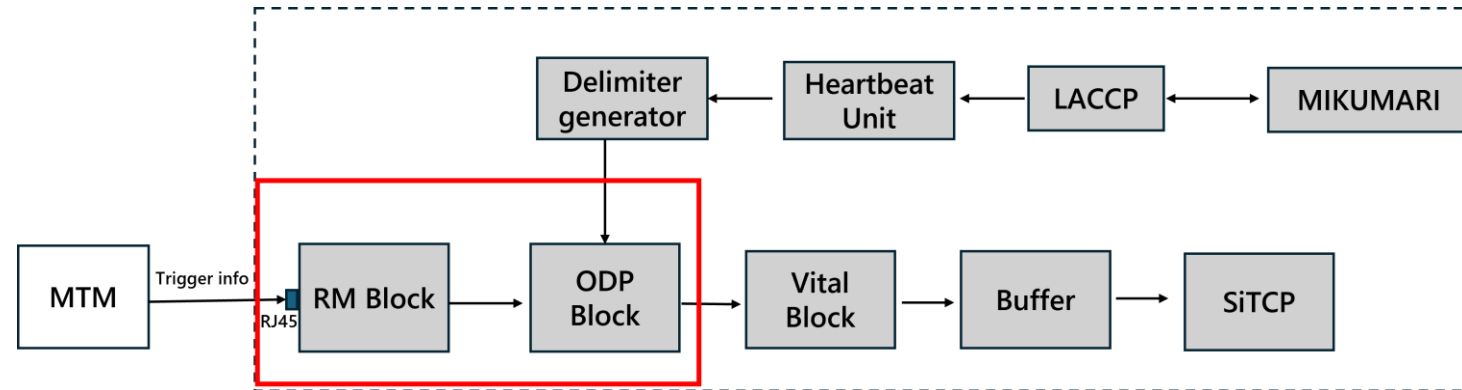 Delimiter
generator
Heartbeat
Unit
LACCP
MIKUMARI
MTM
Trigger info
RJ45
RM Block
ODP
Block
Vital
Block
Buffer
SiTCP